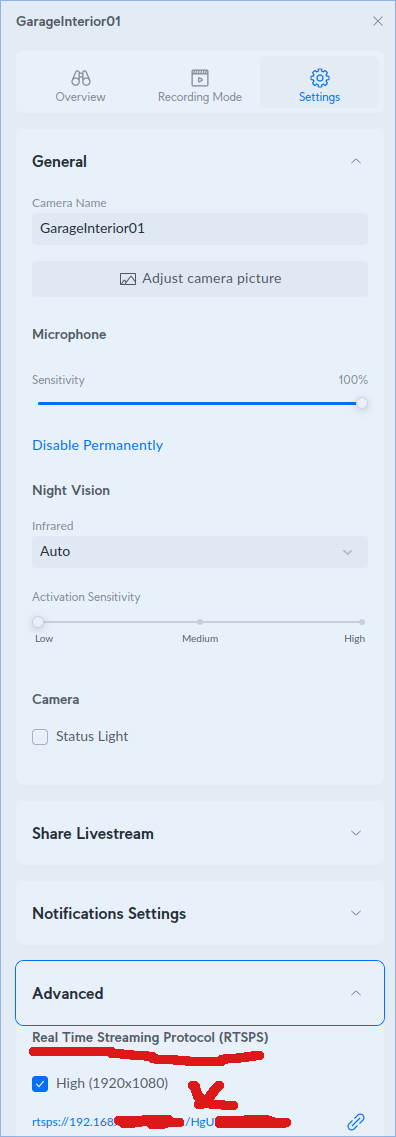 GarageInterior01
Overview Recording Mode Settings
General
Camera Name
GarageInterior01
Adjust camera picture
Microphone
Sensitivity 100%
Disable Permanently
Night Vision
Infrared
Auto
Activation Sensitivity
Low Medium High
Camera
Status Light
Share Livestream
Notifications Settings
Advanced
Real Time Streaming Protocol (RTSPS)
High (1920x1080)
rtsps://192.168 /HgU